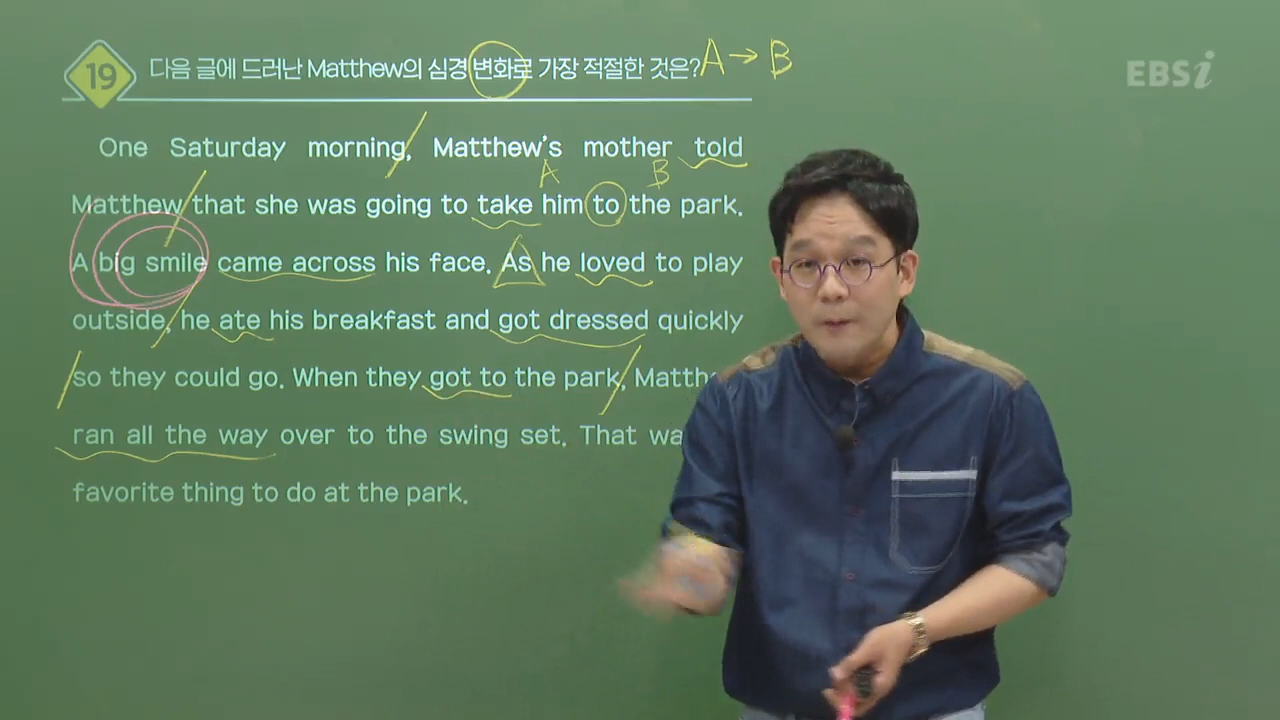 19 다음 글에 드러난 Matthew의 심경 변화로 가장 적절한 것은? A → B
EBSi
One Saturday morning, Matthew's mother told
A B
Matthew that she was going to take him to the park.
A big smile came across his face. As he loved to play
outside, he ate his breakfast and got dressed quickly
so they could go. When they got to the park,
ran all the way over to the swing set. That
favorite thing to do at the park.